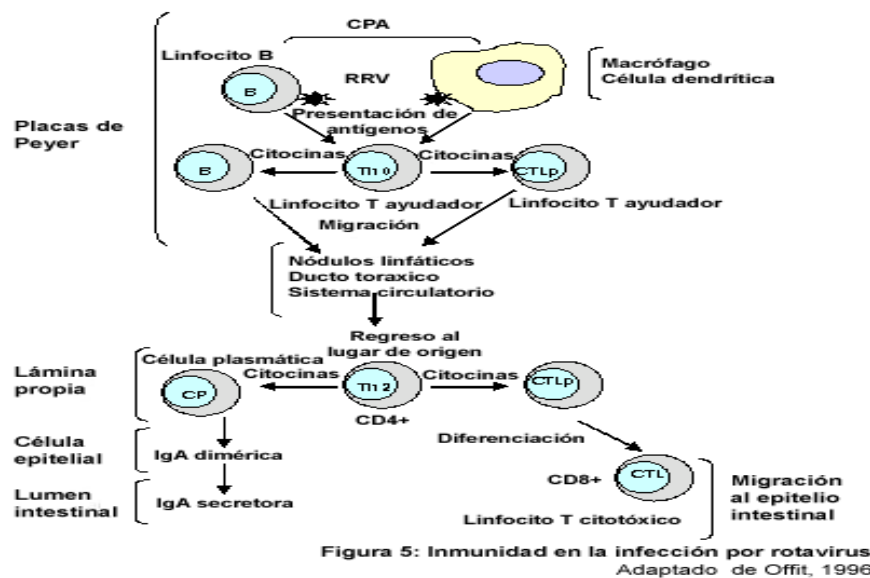 CPA
Linfocito B
RRV
Macrófago
Célula dendrítica
B
Presentación de
antígenos
Placas de
Peyer
Citocinas
Citocinas
B
Th0
CTLp
Linfocito T ayudador
Linfocito T ayudador
Migración
Nódulos linfáticos
Ducto toraxico
Sistema circulatorio
Regreso al
lugar de origen
Lámina
propia
Célula plasmática
Citocinas
Citocinas
CP
Th2
CTLp
CD4+
Célula
epitelial
IgA dimérica
Diferenciación
Lumen
intestinal
IgA secretora
CD8+
CTL
Linfocito T citotóxico
Migración
al epitelio
intestinal
Figura 5: Inmunidad en la infección por rotavirus
Adaptado de Offit, 1996